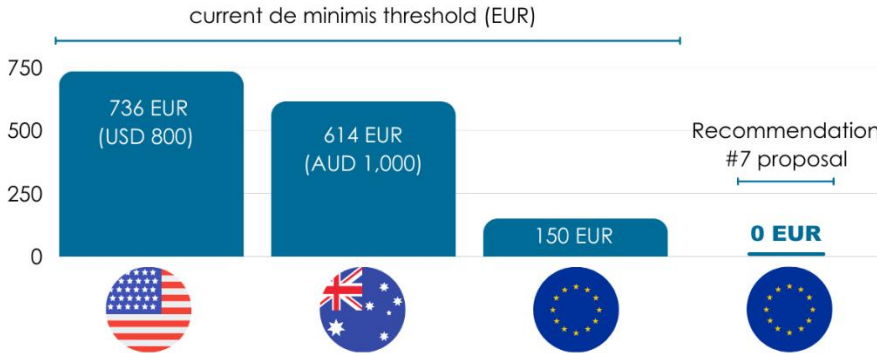 current de minimis threshold (EUR)
750
736 EUR
(USD 800)
614 EUR
(AUD 1,000)
500
Recommendation
#7 proposal
250
150 EUR
0 EUR
0